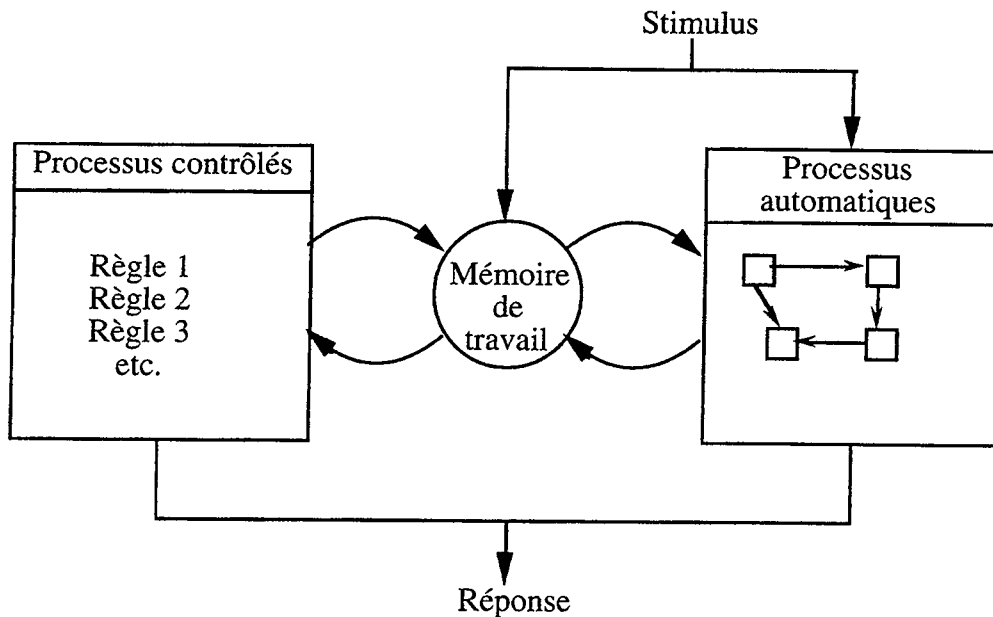 Stimulus
Processus contrôlés
Règle 1
Règle 2
Règle 3
etc.
Mémoire
de
travail
Processus
automatiques
Réponse